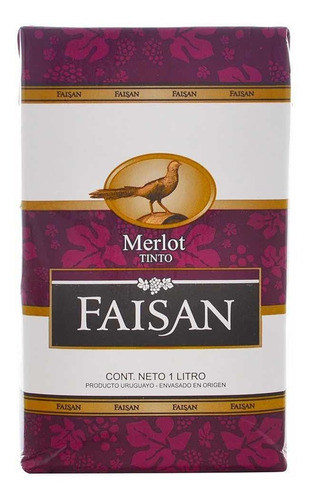 FAISAN FAISAN FAISAN FAISAN
Merlot
TINTO
FAISAN
CONT. NETO 1 LITRO
PRODUCTO URUGUAYO - ENVASADO EN ORIGEN
FAISAN FAISAN FAISAN FAISAN